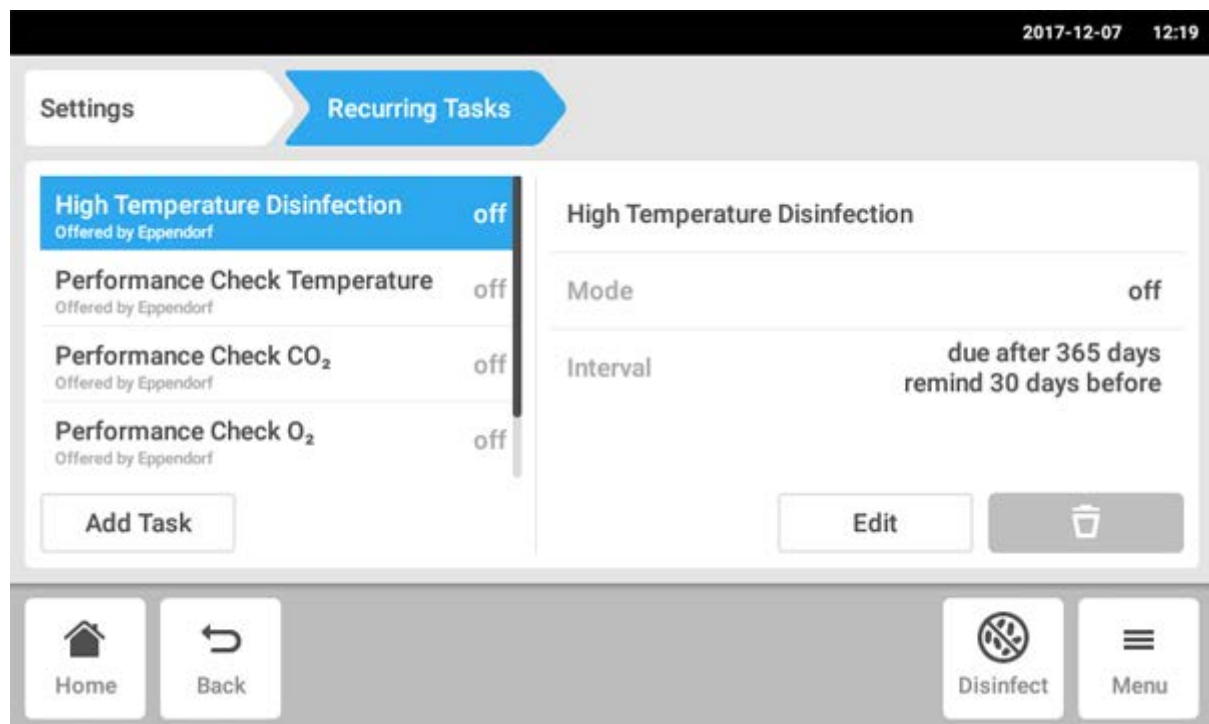 2017-12-07 12:19
Settings
Recurring Tasks
High Temperature Disinfection off
Offered by Eppendorf
Performance Check Temperature off
Offered by Eppendorf
Performance Check CO₂ off
Offered by Eppendorf
Performance Check O₂ off
Offered by Eppendorf
Add Task
High Temperature Disinfection
Mode off
Interval due after 365 days
remind 30 days before
Edit
Home
Back
Disinfect
Menu